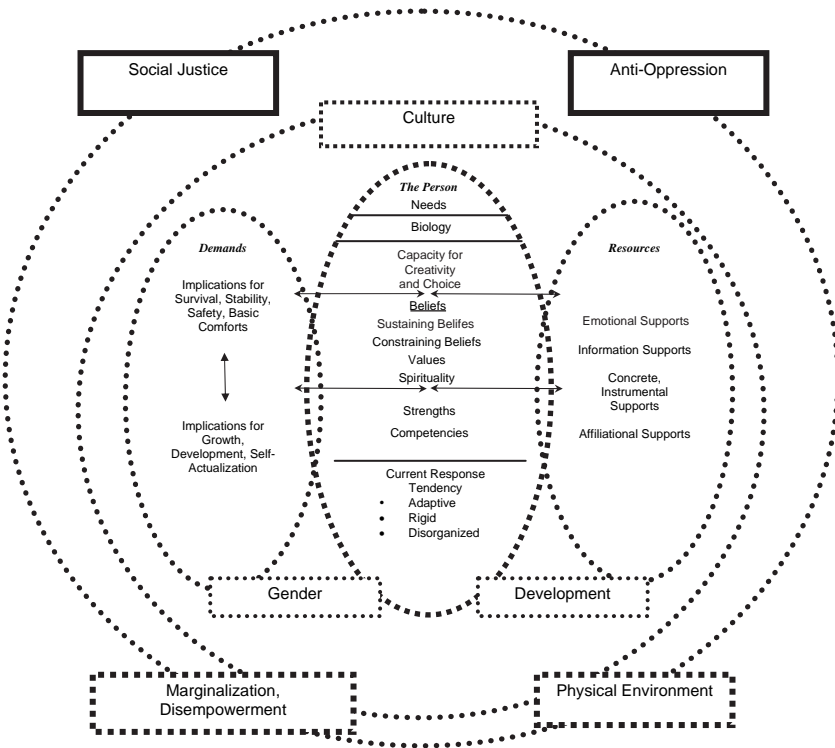 Social Justice
Anti-Oppression
Culture
The Person
Needs
Biology
Capacity for
Creativity
and Choice
Beliefs
Sustaining Belifes
Constraining Beliefs
Values
Spirituality
Strengths
Competencies
Current Response
Tendency
• Adaptive
• Rigid
• Disorganized
Demands
Implications for
Survival, Stability,
Safety, Basic
Comforts
Implications for
Growth,
Development, Self-
Actualization
Resources
Emotional Supports
Information Supports
Concrete,
Instrumental
Supports
Affiliational Supports
Gender
Development
Marginalization,
Disempowerment
Physical Environment